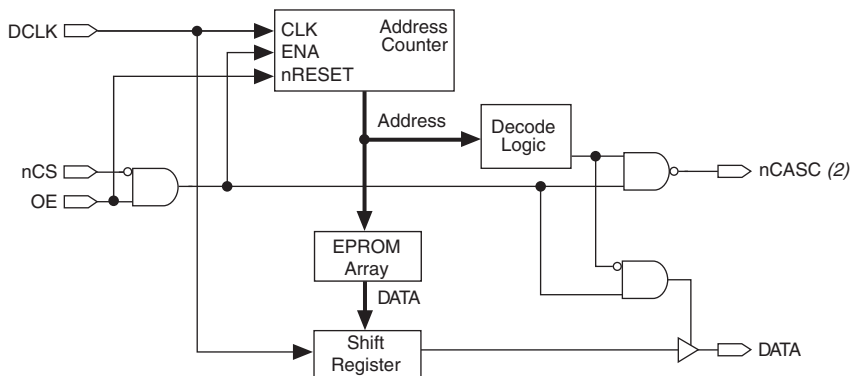 DCLK
CLK
ENA
nRESET
Address
Counter
Address
Decode
Logic
nCS
OE
nCASC (2)
EPROM
Array
DATA
Shift
Register
DATA